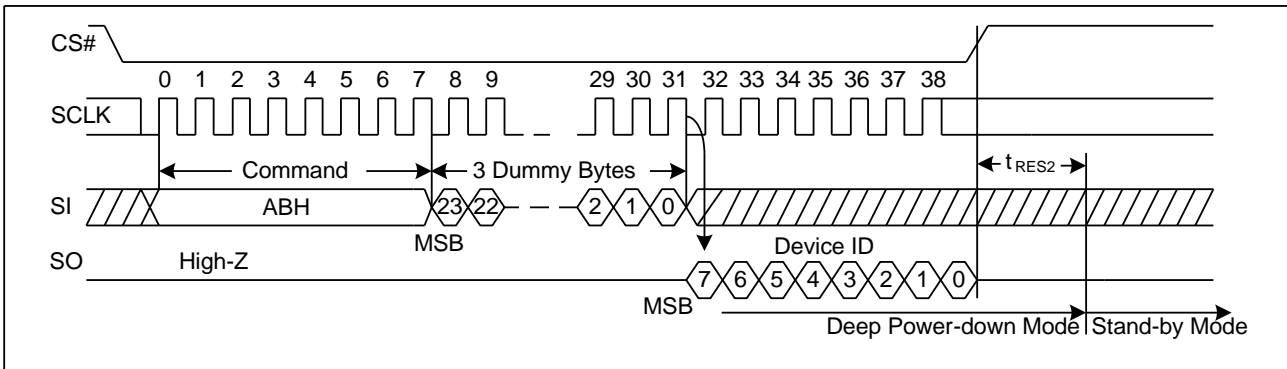 CS#
0 1 2 3 4 5 6 7 8 9 29 30 31 32 33 34 35 36 37 38
SCLK
Command 3 Dummy Bytes tRES2
SI ABH 23 22 2 1 0
MSB Device ID
SO High-Z
7 6 5 4 3 2 1 0
MSB
Deep Power-down Mode Stand-by Mode